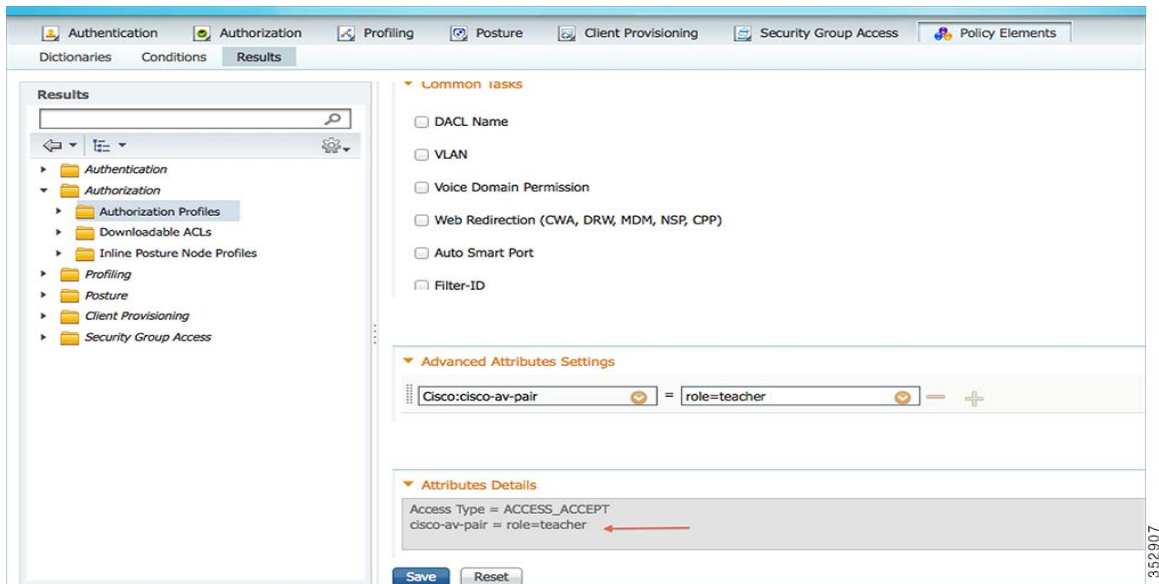 Authentication Authorization Profiling Posture Client Provisioning Security Group Access Policy Elements
Dictionaries Conditions Results
Results
Authentication
Authorization
Authorization Profiles
Downloadable ACLs
Inline Posture Node Profiles
Profiling
Posture
Client Provisioning
Security Group Access
Common Tasks
DACL Name
VLAN
Voice Domain Permission
Web Redirection (CWA, DRW, MDM, NSP, CPP)
Auto Smart Port
Filter-ID
Advanced Attributes Settings
Cisco:cisco-av-pair = role=teacher
Attributes Details
Access Type = ACCESS_ACCEPT
cisco-av-pair = role=teacher
Save Reset
352907